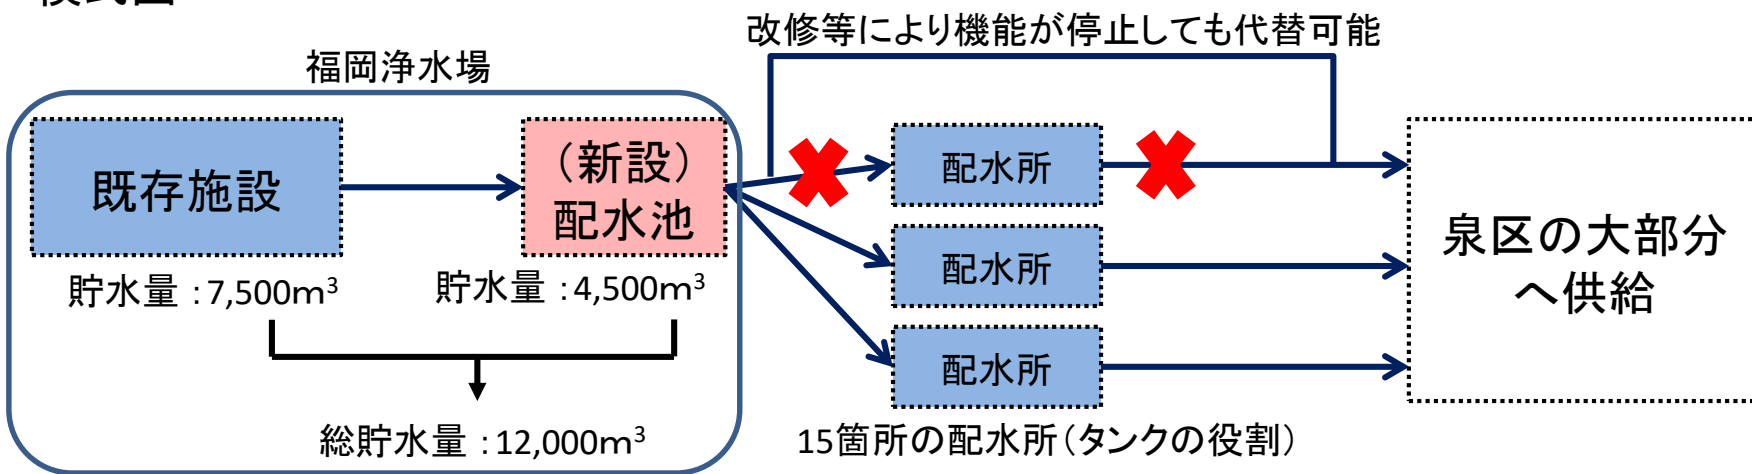 改修等により機能が停止しても代替可能
福岡浄水場
既存施設
（新設）
配水池
配水所
配水所
配水所
泉区の大部分
へ供給
貯水量：7,500m³
貯水量：4,500m³
総貯水量：12,000m³
15箇所の配水所（タンクの役割）